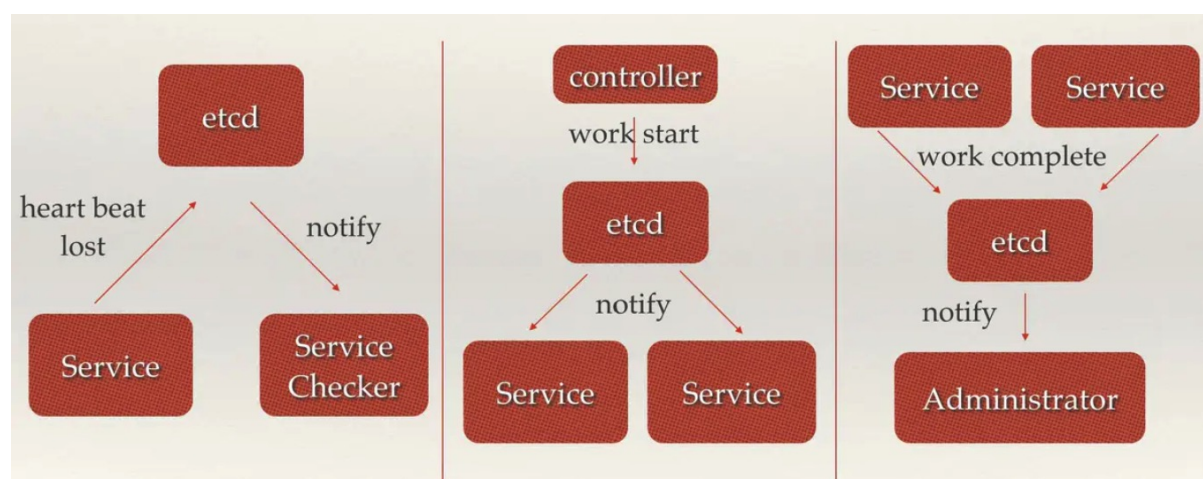 etcd
heart beat
lost
notify
Service
Service
Checker
controller
work start
etcd
notify
Service
Service
Service
Service
work complete
etcd
notify
Administrator